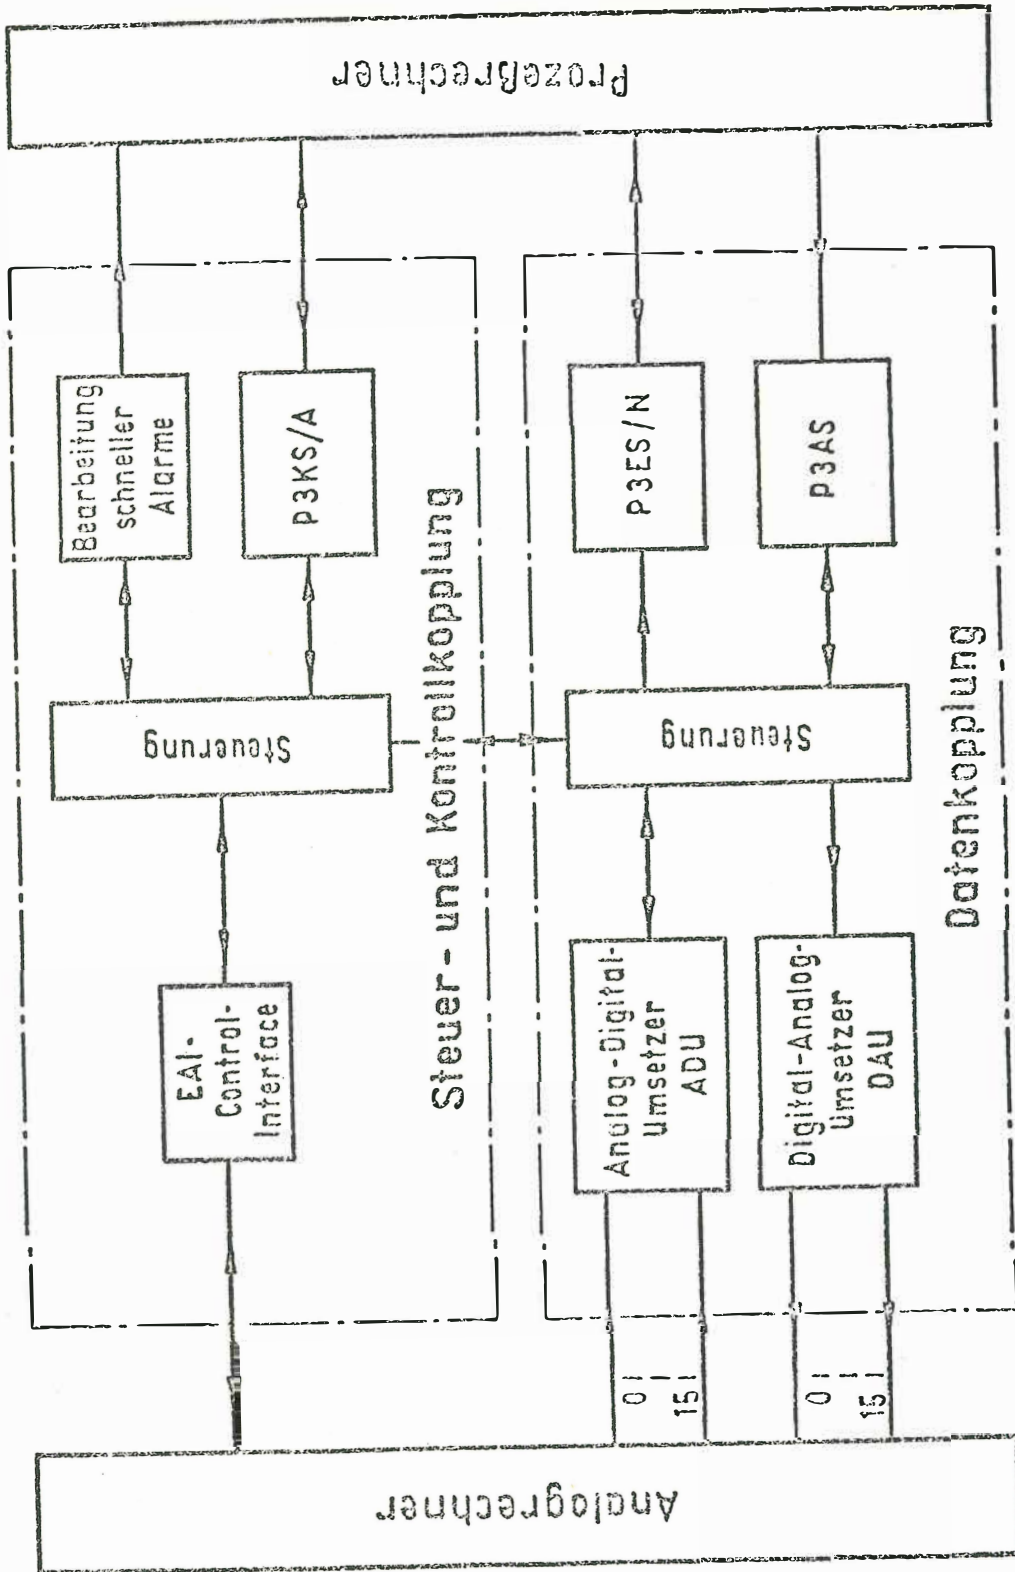 Prozeßrechner
Bearbeitung
schneller
Alarme
P3KS/A
P3ES/N
P3AS
Steuerung
Steuerung
EAI-
Control-
Interface
Steuer- und Kontrollkopplung
Analog-Digital-
Umsetzer
ADU
Digital-Analog-
Umsetzer
DAU
Datenkopplung
0
15
0
15
Analogrechner